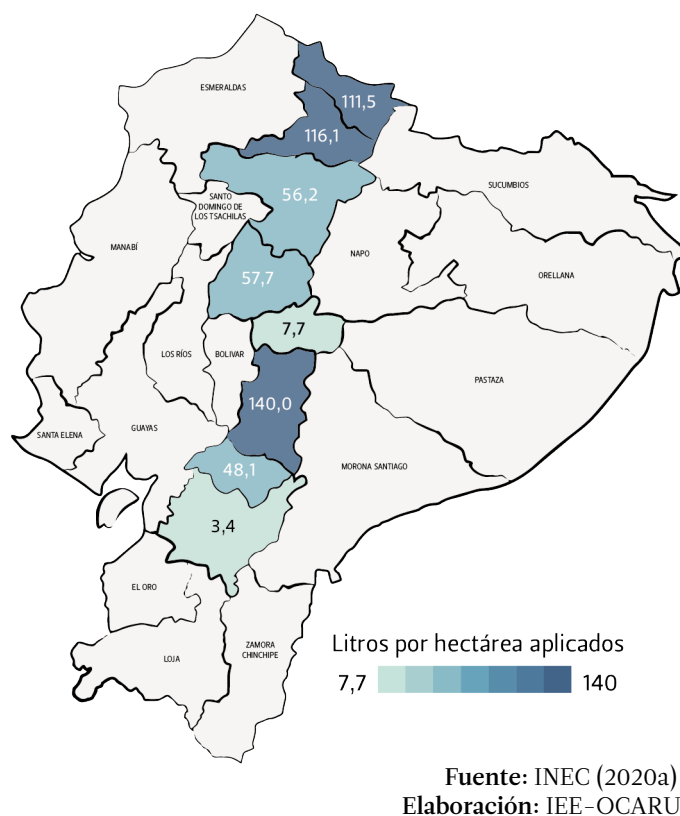 ESMERALDAS
111,5
116,1
SUCUMBIOS
56,2
SANTO
DOMINGO DE
LOS TSACHILAS
MANABÍ
NAPO
ORELLANA
57,7
7,7
LOS RÍOS
BOLIVAR
PASTAZA
140,0
SANTA ELENA
GUAYAS
48,1
MORONA SANTIAGO
3,4
EL ORO
LOJA
ZAMORA
CHINCHIPE
Litros por hectárea aplicados
7,7 140
Fuente: INEC (2020a)
Elaboración: IEE-OCARU